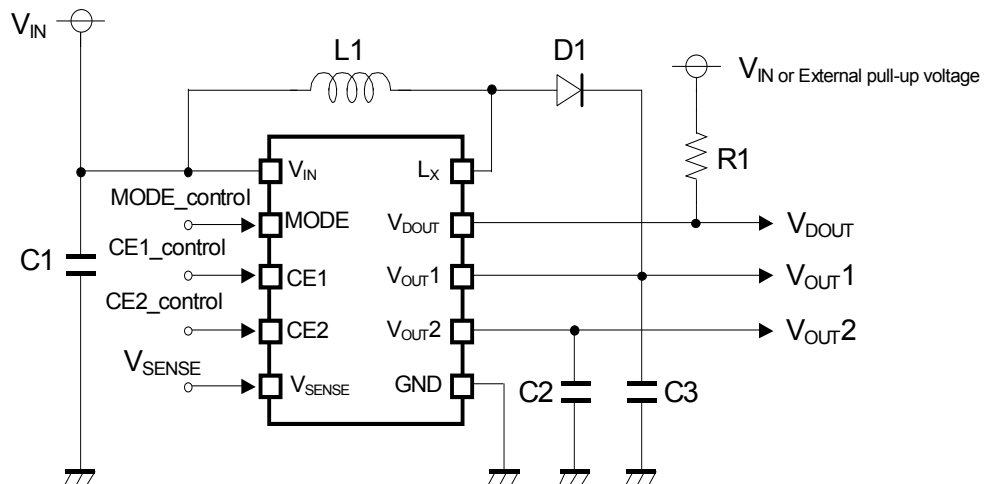 VIN
L1
D1
VIN or External pull-up voltage
R1
VIN
LX
MODE_control
MODE
VDOUT
VDOUT
C1
CE1_control
CE1
VOUT1
VOUT1
CE2_control
CE2
VOUT2
VOUT2
VSENSE
VSENSE
GND
C2
C3